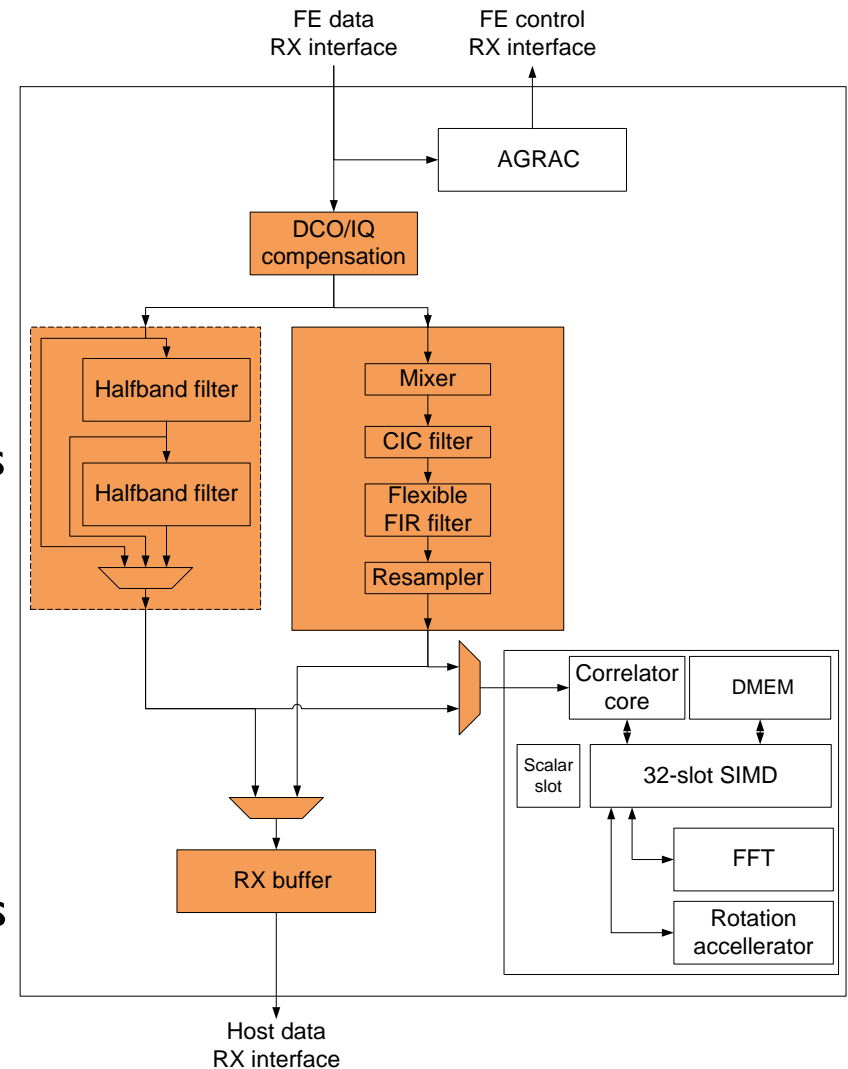 FE data
RX interface
FE control
RX interface
AGRAC
DCO/IQ
compensation
Halfband filter
Halfband filter
Mixer
CIC filter
Flexible
FIR filter
Resampler
s
Correlator
core
DMEM
Scalar
slot
32-slot SIMD
FFT
Rotation
accellerator
RX buffer
s
Host data
RX interface